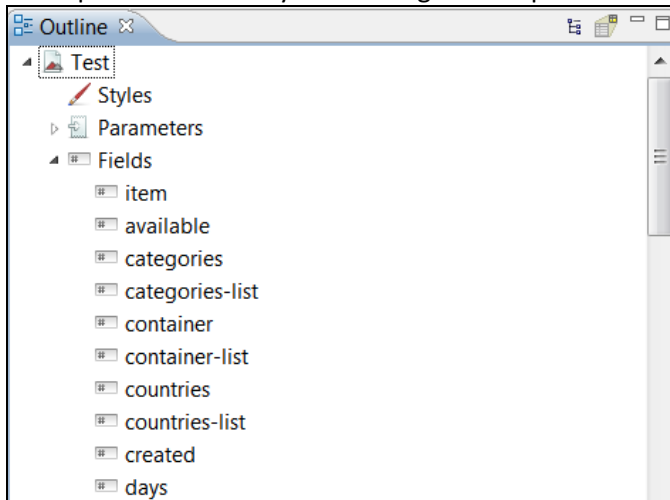 Outline
Test
Styles
Parameters
Fields
item
available
categories
categories-list
container
container-list
countries
countries-list
created
days